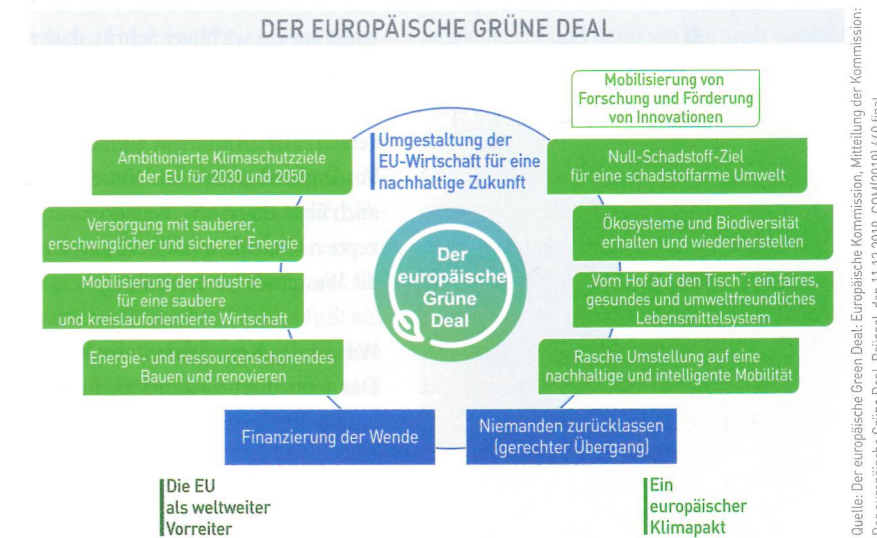 DER EUROPÄISCHE GRÜNE DEAL
Mobilisierung von
Forschung und Förderung
von Innovationen
Umgestaltung der
EU-Wirtschaft für eine
nachhaltige Zukunft
Ambitionierte Klimaschutzziele
der EU für 2030 und 2050
Null-Schadstoff-Ziel
für eine schadstoffarme Umwelt
Versorgung mit sauberer,
erschwinglicher und sicherer Energie
Ökosysteme und Biodiversität
erhalten und wiederherstellen
Der
europäische
Grüne
Deal
Mobilisierung der Industrie
für eine saubere
und kreislauforientierte Wirtschaft
„Vom Hof auf den Tisch“: ein faires,
gesundes und umweltfreundliches
Lebensmittelsystem
Energie- und ressourcenschonendes
Bauen und renovieren
Rasche Umstellung auf eine
nachhaltige und intelligente Mobilität
Finanzierung der Wende
Niemanden zurücklassen
(gerechter Übergang)
Die EU
als weltweiter
Vorreiter
Ein
europäischer
Klimapakt
Quelle: Der europäische Green Deal: Europäische Kommission, Mitteilung der Kommission: